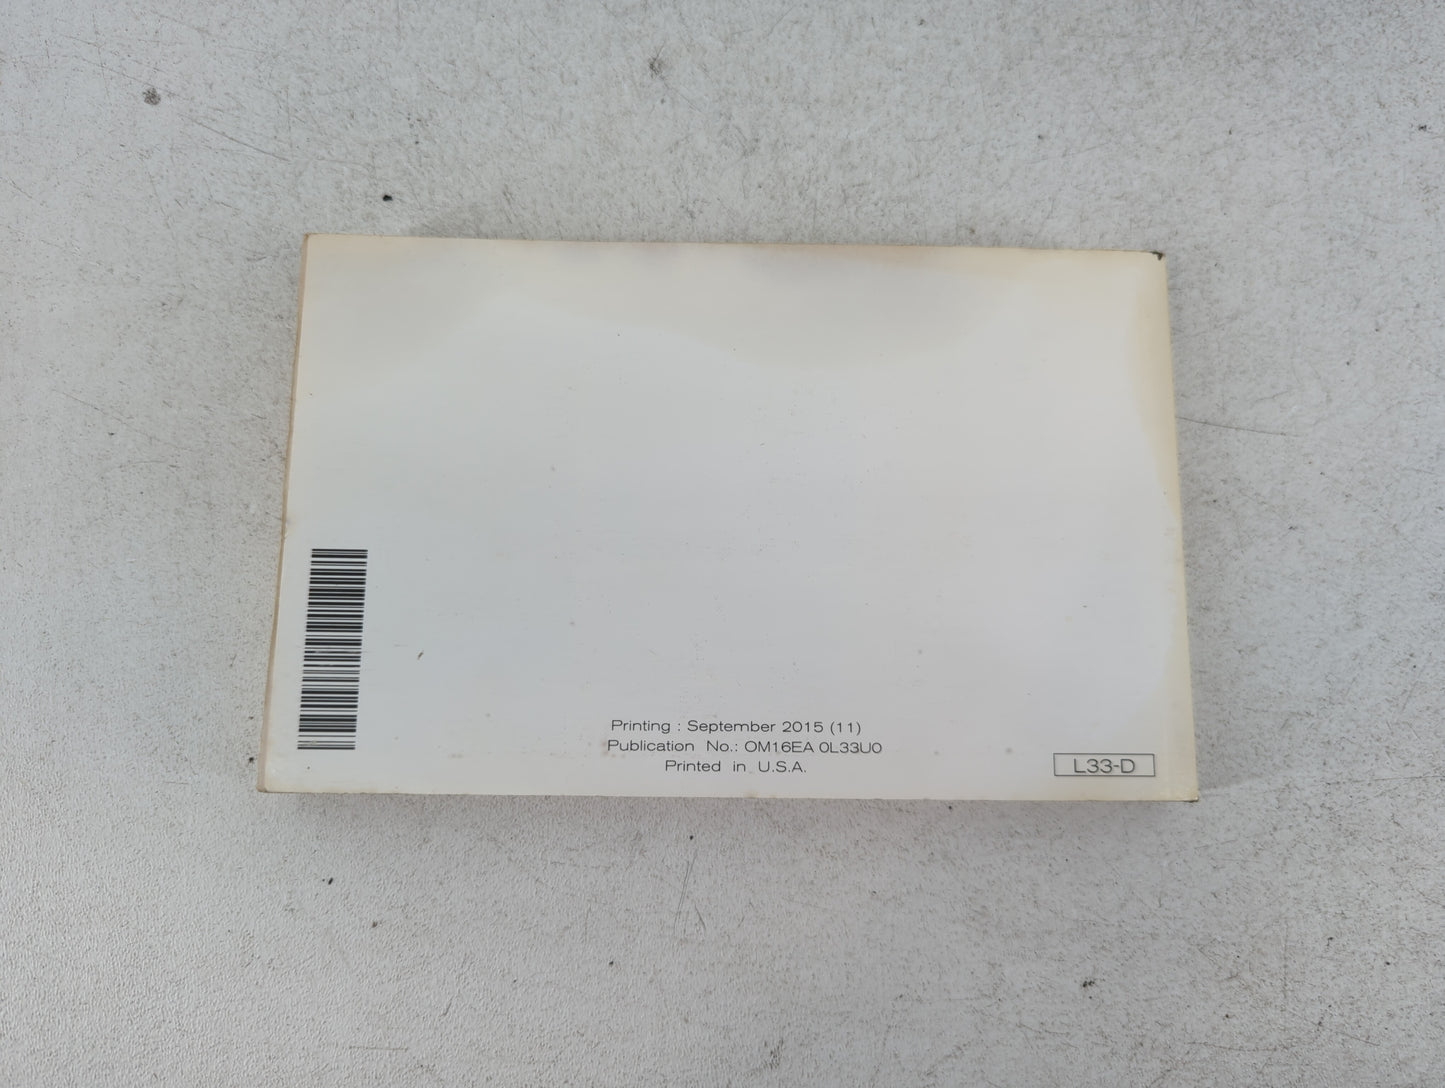 Printing : September 2015 (11)
Publication No.: OM16EA 0L33U0
Printed in U.S.A.
L33-D